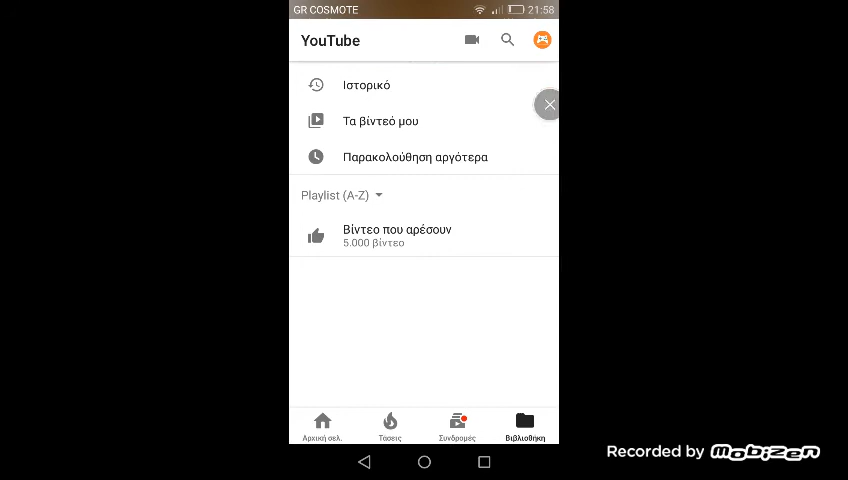 GR COSMOTE 21:58
YouTube
Ιστορικό
Τα βίντεό μου
Παρακολούθηση αργότερα
Playlist (A-Z)
Βίντεο που αρέσουν
5.000 βίντεο
Αρχική σελ. Τάσεις Συνδρομές Βιβλιοθήκη
Recorded by Mobizen